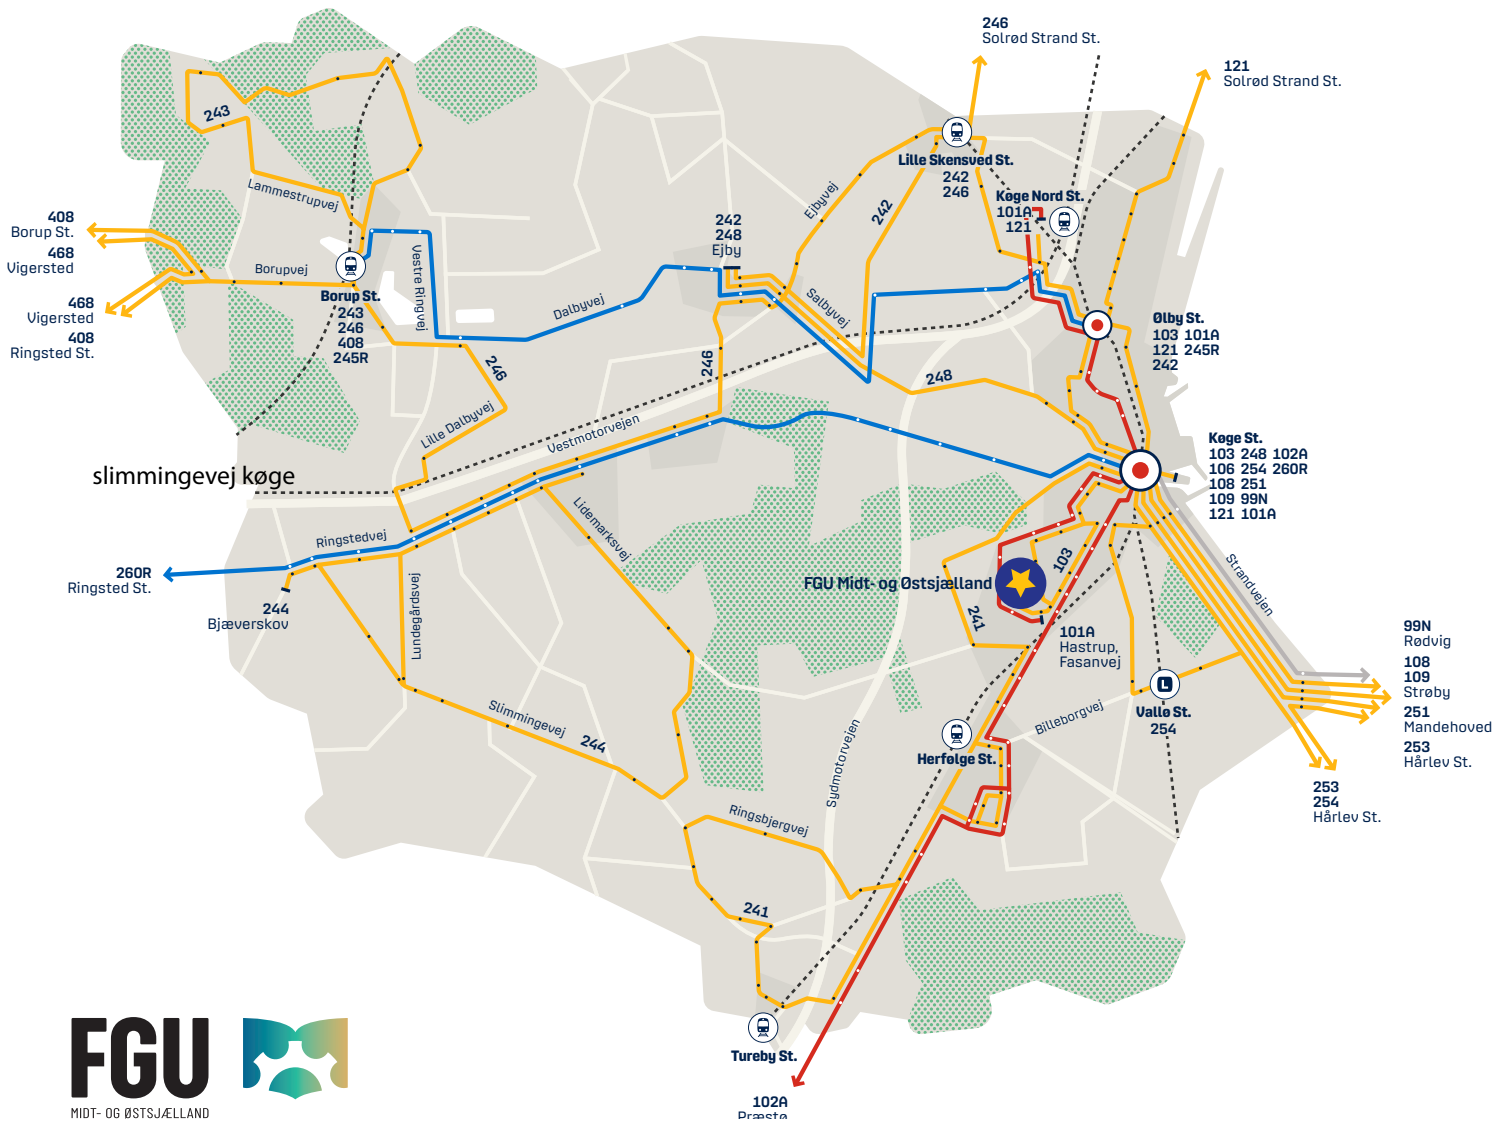 246
Solrød Strand St.
121
Solrød Strand St.
243
Lille Skensved St.
242
246
Køge Nord St.
101A
121
Ejbyvej
242
Lammestrupvej
408
Borup St.
468
Vigersted
468
Vigersted
408
Ringsted St.
Borupvej
Borup St.
243
246
408
245R
Vestre Ringvej
Dalbyvej
242
248
Ejby
Salbyvej
246
246
248
Ølby St.
103 101A
121 245R
242
Lille Dalbyvej
Vestmotorvejen
Køge St.
103 248 102A
106 254 260R
108 251
109 99N
121 101A
slimmingevej køge
Ringstedvej
Lidemarksvej
260R
Ringsted St.
244
Bjæverskov
Lundegårdsvej
FGU Midt- og Østsjælland
103
241
101A
Hastrup,
Fasanvej
Strandvejen
99N
Rødvig
108
109
Strøby
251
Mandehoved
253
Hårlev St.
253
254
Hårlev St.
Vallø St.
254
Billeborgvej
Herfølge St.
Slimmingevej
244
Sydmotorvejen
Ringsbjergvej
241
Tureby St.
102A
Præstø
FGU
MIDT- OG ØSTSJÆLLAND